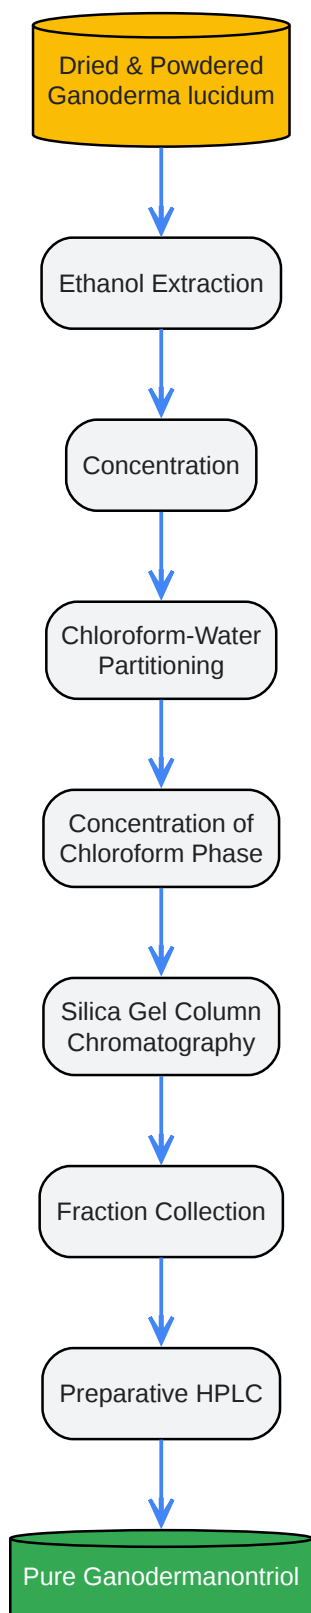 Dried & Powdered
Ganoderma lucidum
Ethanol Extraction
Concentration
Chloroform-Water
Partitioning
Concentration of
Chloroform Phase
Silica Gel Column
Chromatography
Fraction Collection
Preparative HPLC
Pure Ganodermanontriol